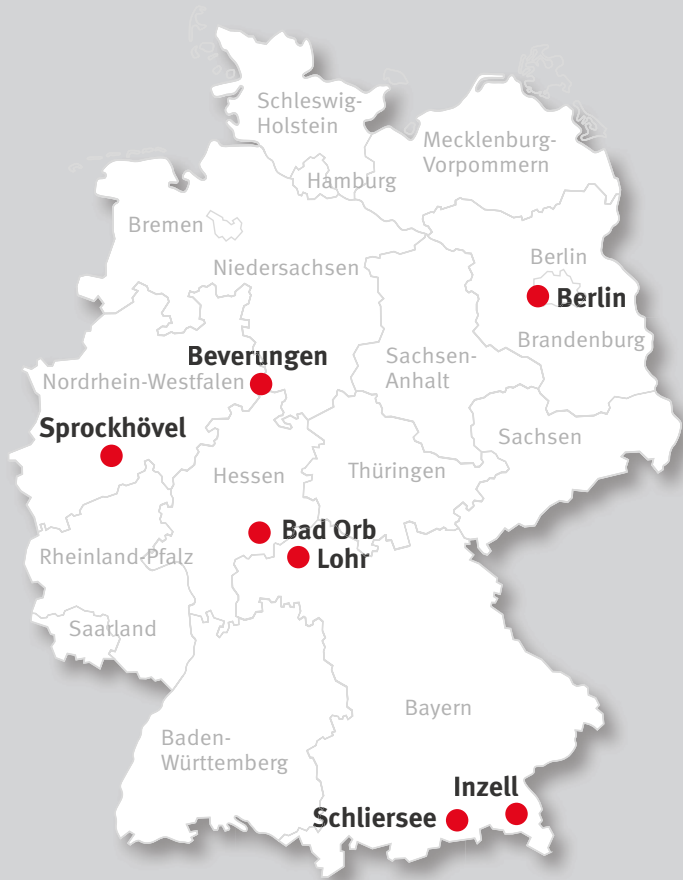 Schleswig-
Holstein
Mecklenburg-
Vorpommern
Hamburg
Bremen
Niedersachsen
Berlin
Berlin
Brandenburg
Beverungen
Sachsen-
Anhalt
Nordrhein-Westfalen
Sprockhövel
Sachsen
Hessen
Thüringen
Bad Orb
Lohr
Rheinland-Pfalz
Saarland
Bayern
Baden-
Württemberg
Inzell
Schliersee